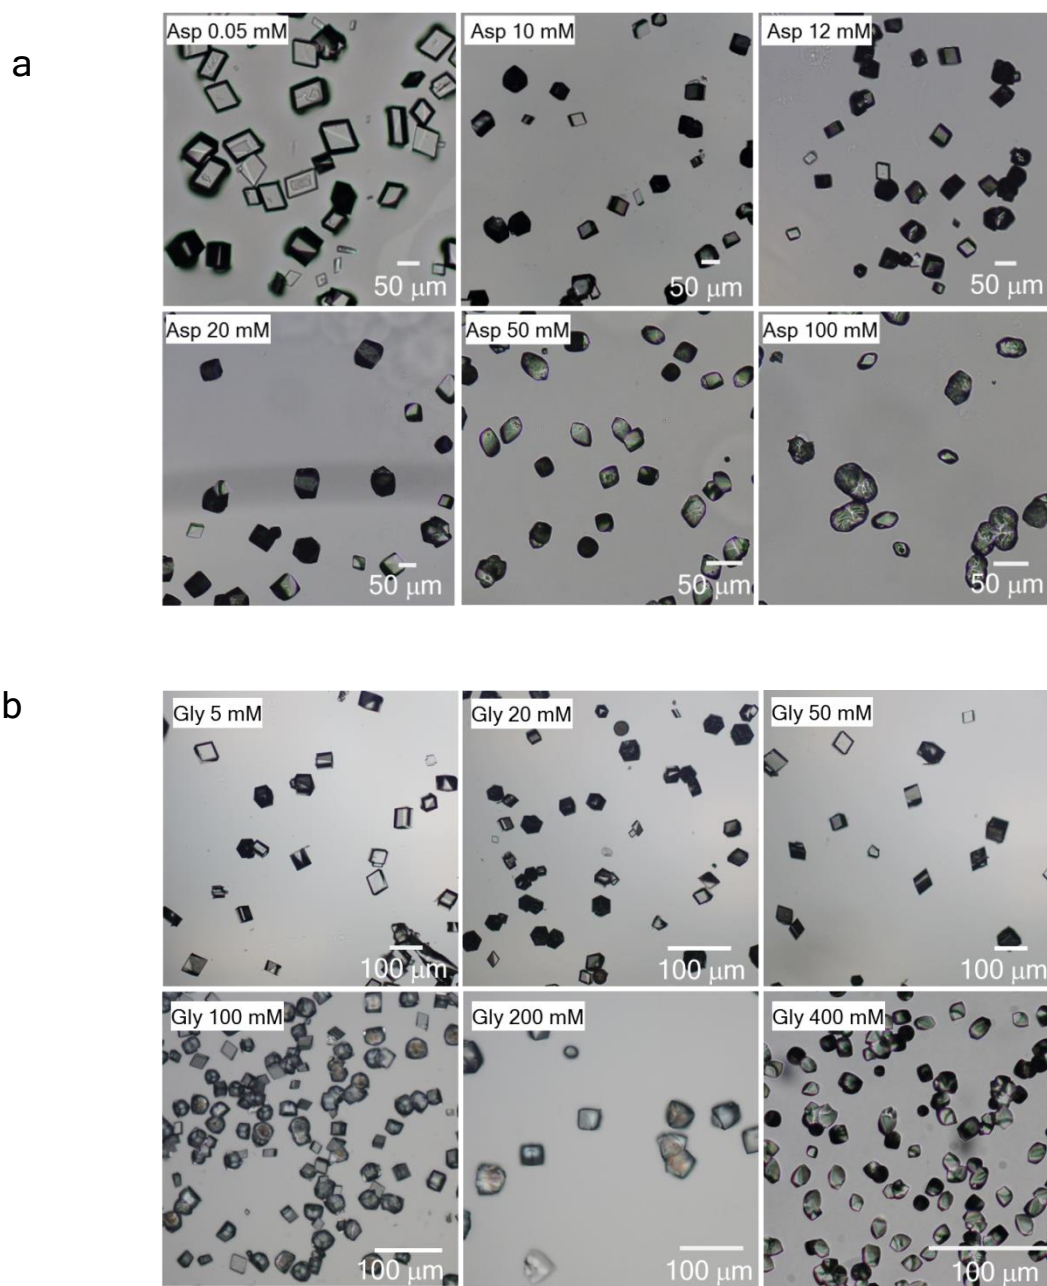 a
Asp 0.05 mM
50 μm
Asp 10 mM
50 μm
Asp 12 mM
50 μm
Asp 20 mM
50 μm
Asp 50 mM
50 μm
Asp 100 mM
50 μm
b
Gly 5 mM
100 μm
Gly 20 mM
100 μm
Gly 50 mM
100 μm
Gly 100 mM
100 μm
Gly 200 mM
100 μm
Gly 400 mM
100 μm